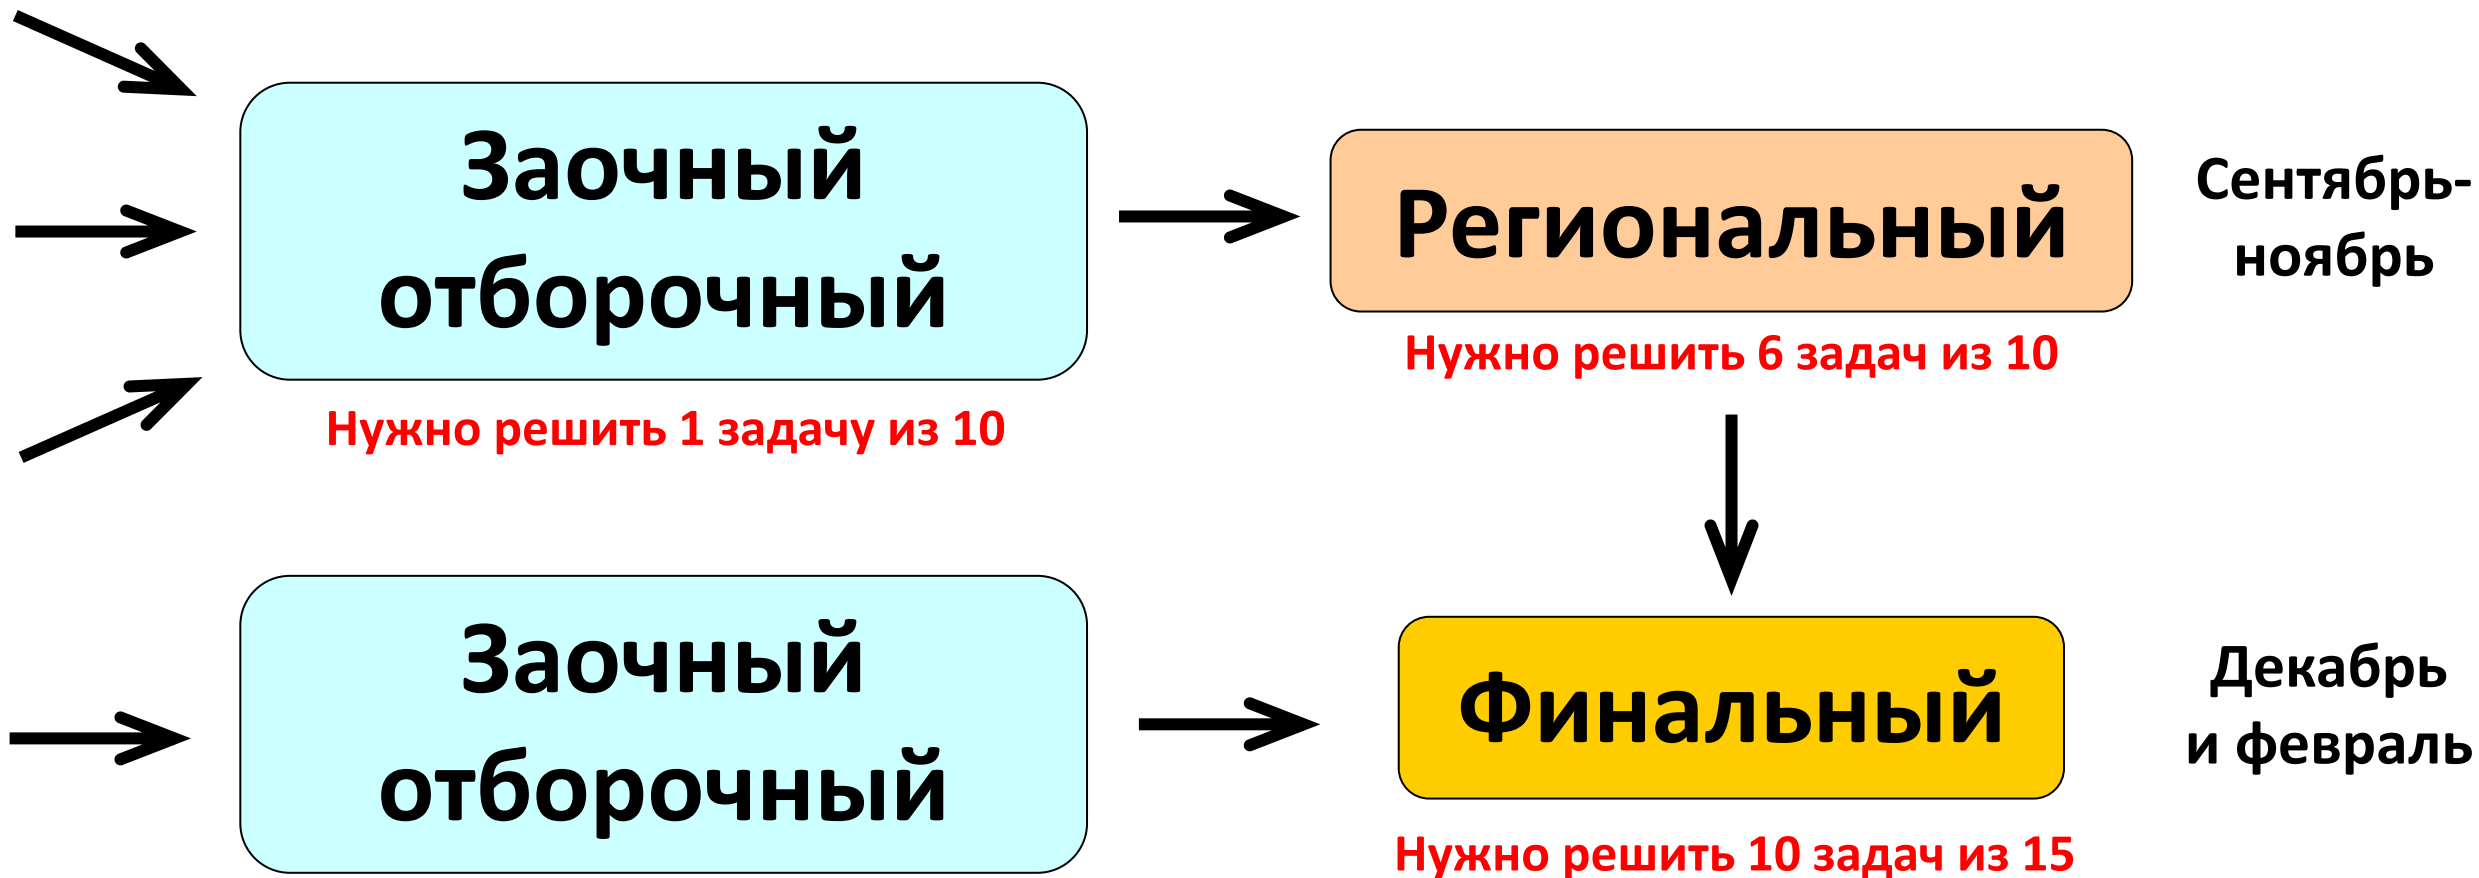 Заочный
отборочный
Нужно решить 1 задачу из 10
Региональный
Нужно решить 6 задач из 10
Сентябрь-
ноябрь
Заочный
отборочный
Финальный
Нужно решить 10 задач из 15
Декабрь
и февраль